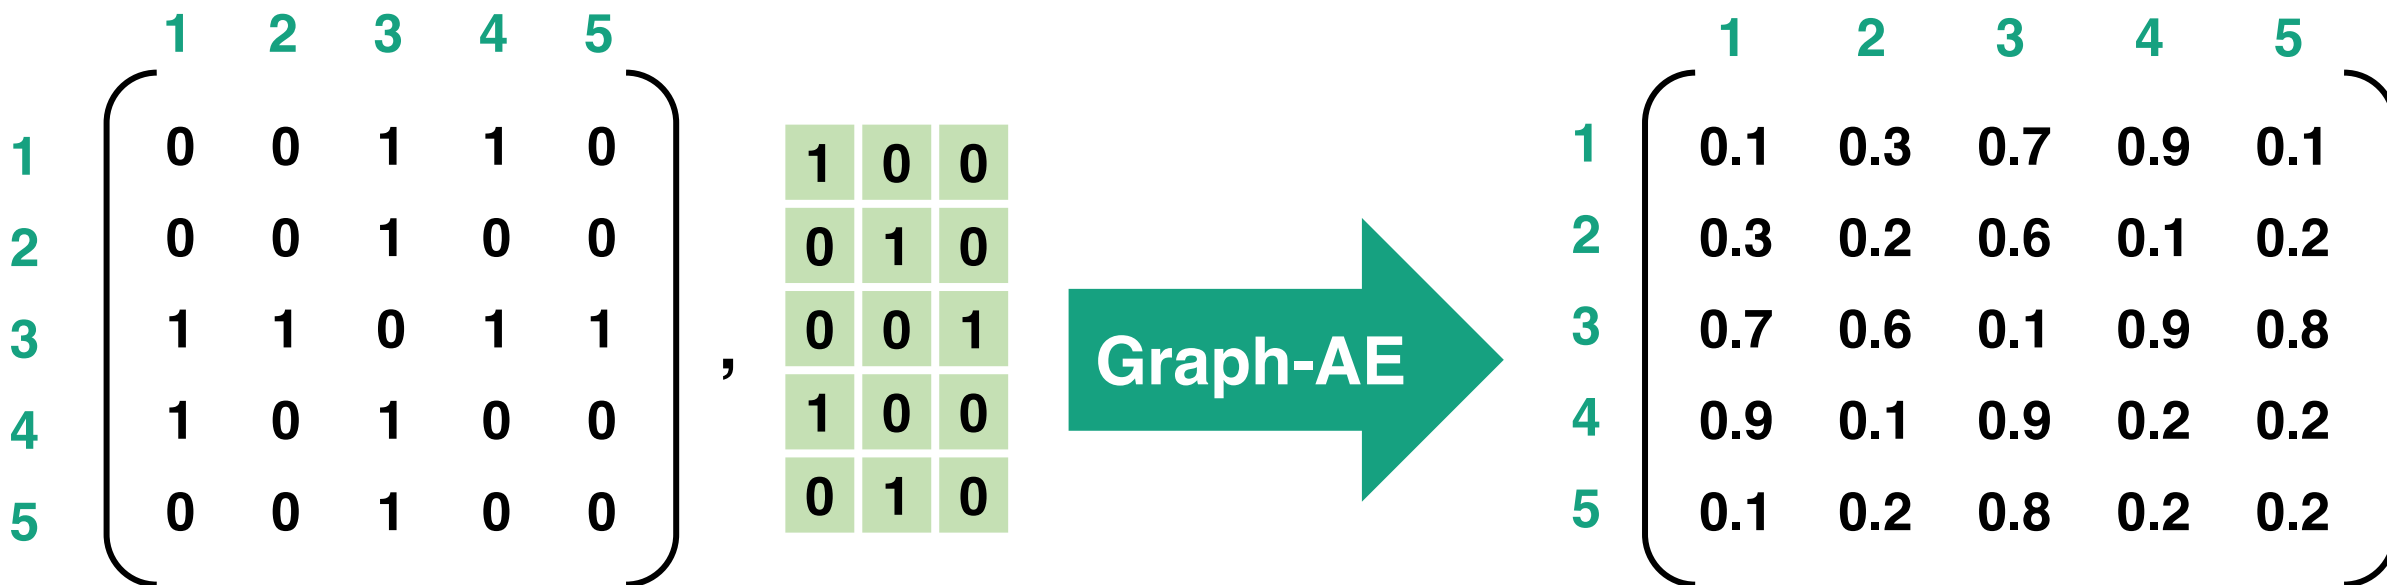 1 2 3 4 5
1 0 0 1 1 0
2 0 0 1 0 0
3 1 1 0 1 1
4 1 0 1 0 0
5 0 0 1 0 0
,
1 0 0
0 1 0
0 0 1
1 0 0
0 1 0
Graph-AE
1 2 3 4 5
1 0.1 0.3 0.7 0.9 0.1
2 0.3 0.2 0.6 0.1 0.2
3 0.7 0.6 0.1 0.9 0.8
4 0.9 0.1 0.9 0.2 0.2
5 0.1 0.2 0.8 0.2 0.2